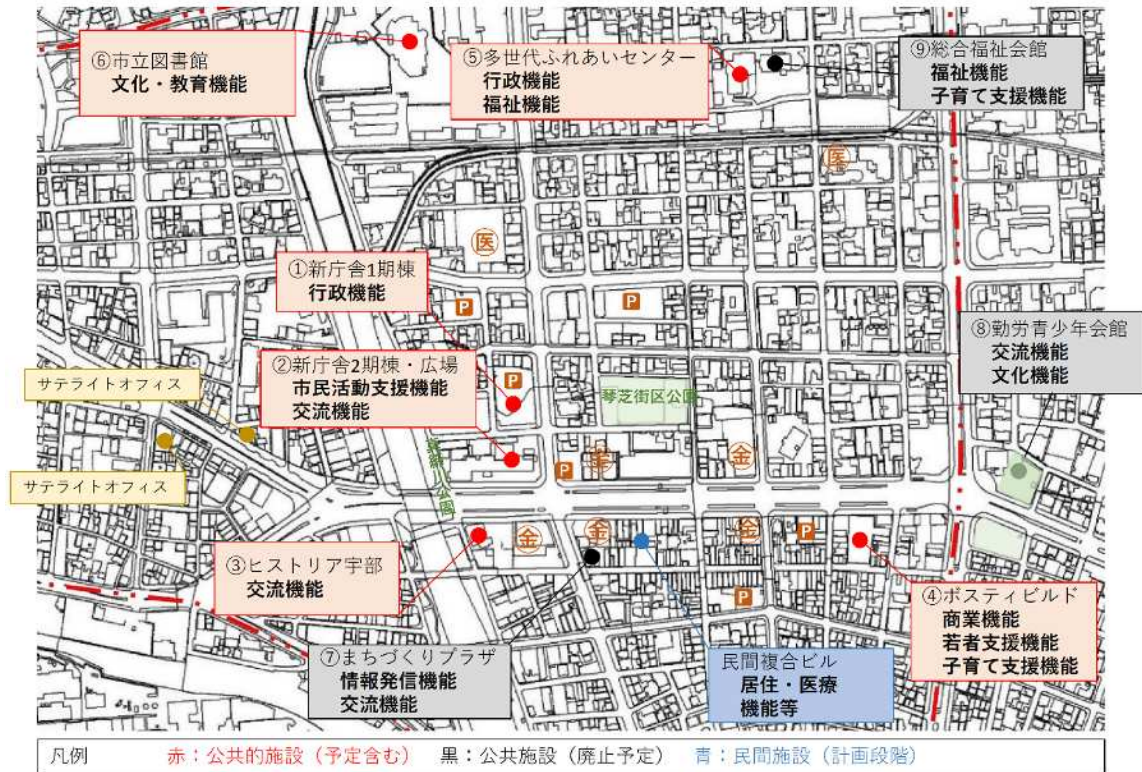 ⑥市立図書館
文化・教育機能
⑤多世代ふれあいセンター
行政機能
福祉機能
⑨総合福祉会館
福祉機能
子育て支援機能
医
医
①新庁舎1期棟
行政機能
P
P
⑧勤労青少年会館
交流機能
文化機能
②新庁舎2期棟・広場
市民活動支援機能
交流機能
P
琴芝街区公園
サテライトオフィス
サテライトオフィス
真締川公園
P
金
金
③ヒストリア宇部
交流機能
金
金
金
P
P
④ボスティビルド
商業機能
若者支援機能
子育て支援機能
⑦まちづくりプラザ
情報発信機能
交流機能
民間複合ビル
居住・医療
機能等
凡例 赤：公共的施設（予定含む） 黒：公共施設（廃止予定） 青：民間施設（計画段階）